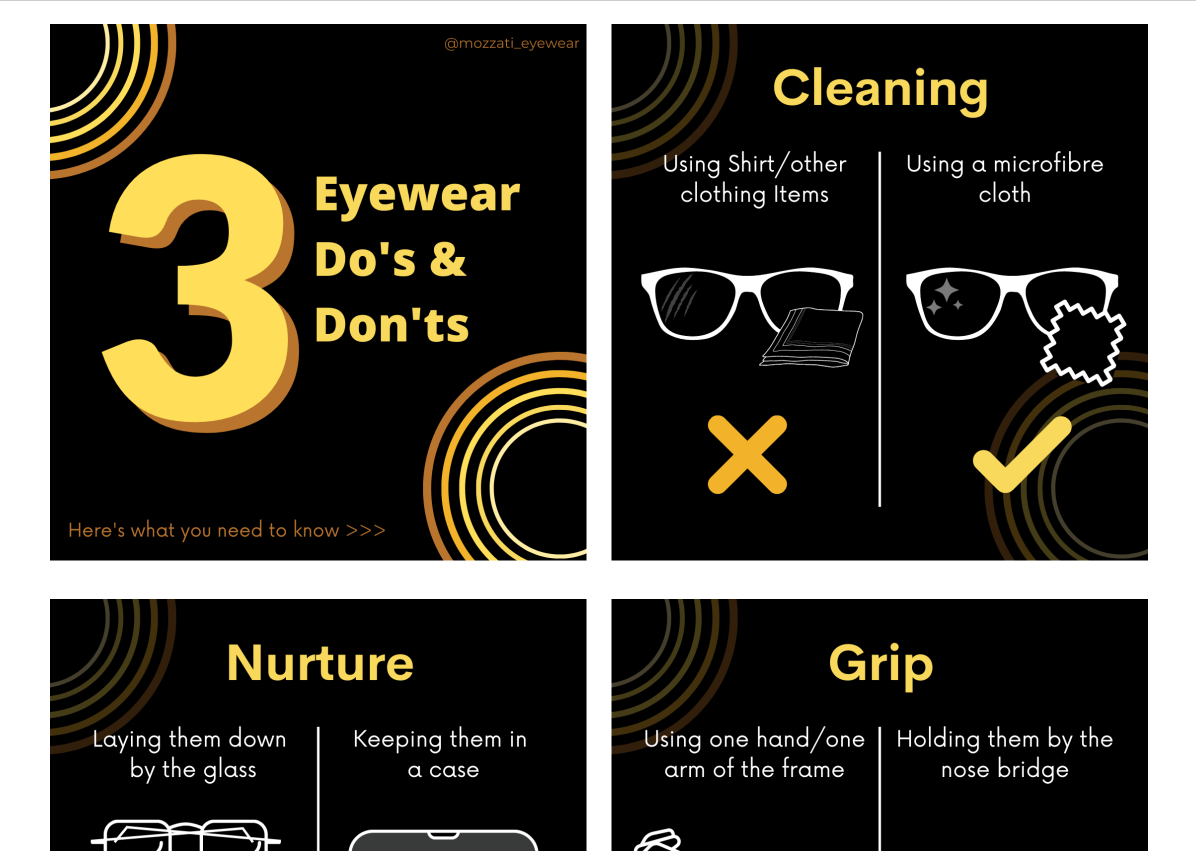 @mozzati_eyewear
3
Eyewear
Do's &
Don'ts
Here's what you need to know >>>
Cleaning
Using Shirt/other
clothing Items
Using a microfibre
cloth
Nurture
Laying them down
by the glass
Keeping them in
a case
Grip
Using one hand/one
arm of the frame
Holding them by the
nose bridge